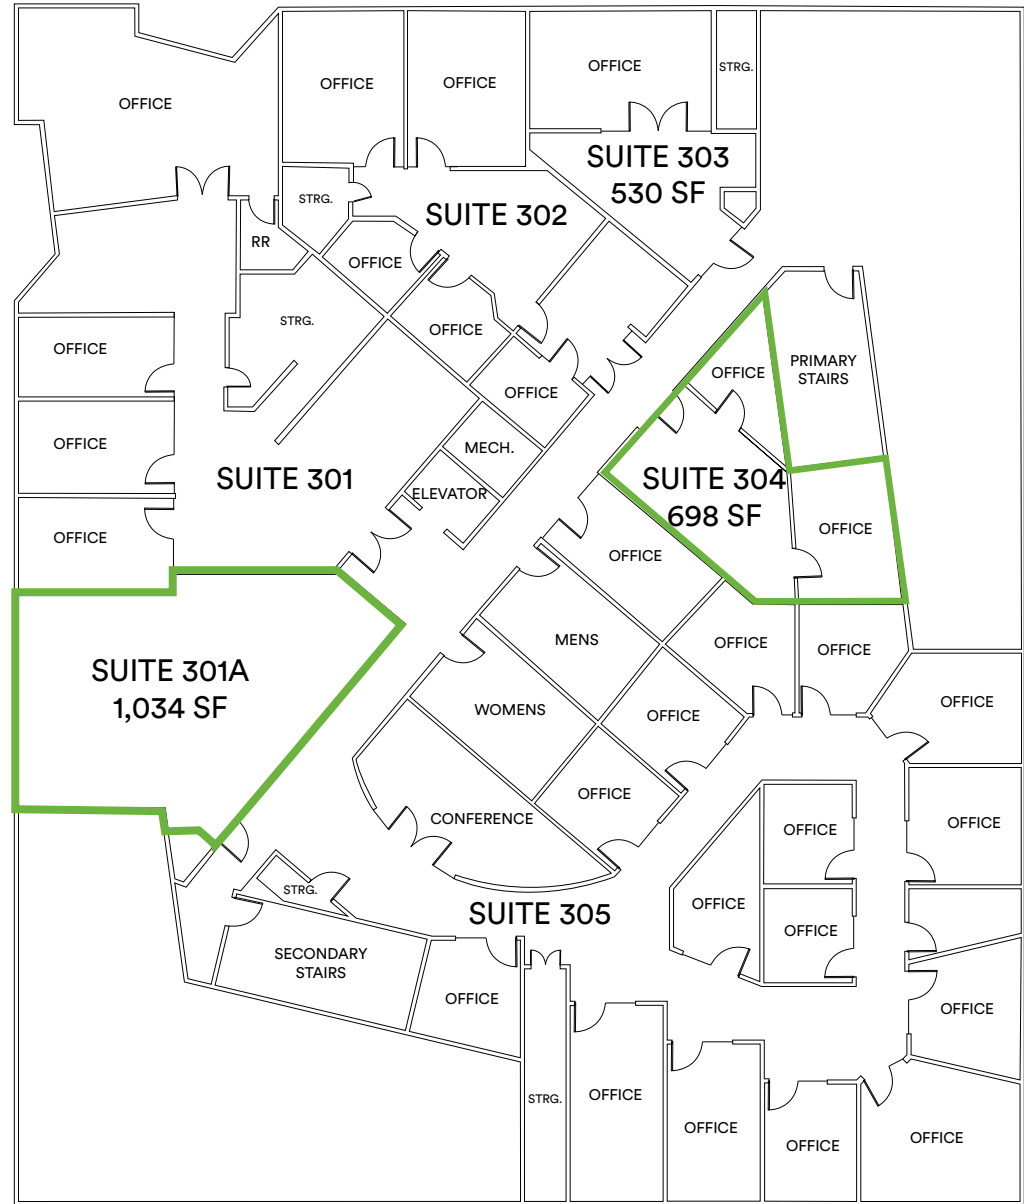 OFFICE
OFFICE
OFFICE
OFFICE
STRG.
SUITE 303
530 SF
STRG.
SUITE 302
RR
OFFICE
STRG.
OFFICE
OFFICE
OFFICE
OFFICE
PRIMARY
STAIRS
OFFICE
MECH.
SUITE 301
ELEVATOR
SUITE 304
698 SF
OFFICE
OFFICE
OFFICE
OFFICE
MENS
OFFICE
OFFICE
SUITE 301A
1,034 SF
WOMENS
OFFICE
OFFICE
OFFICE
CONFERENCE
OFFICE
OFFICE
STRG.
OFFICE
SUITE 305
OFFICE
SECONDARY
STAIRS
OFFICE
OFFICE
STRG.
OFFICE
OFFICE
OFFICE
OFFICE